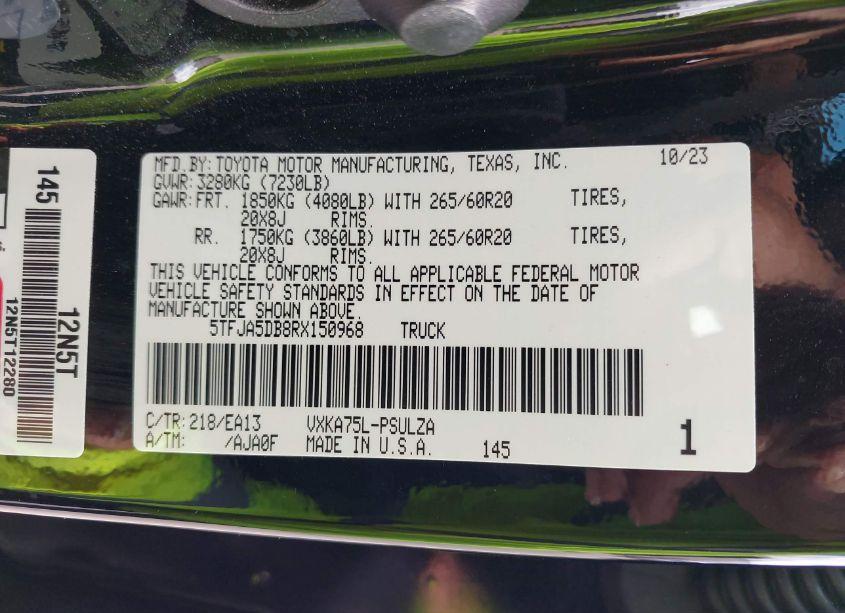 MFD.BY: TOYOTA MOTOR MANUFACTURING, TEXAS, INC. 10/23
GVWR: 3280KG (7230LB)
GAWR: FRT. 1850KG (4080LB) WITH 265/60R20 TIRES,
20X8J RIMS.
RR. 1750KG (3860LB) WITH 265/60R20 TIRES,
20X8J RIMS.
THIS VEHICLE CONFORMS TO ALL APPLICABLE FEDERAL MOTOR
VEHICLE SAFETY STANDARDS IN EFFECT ON THE DATE OF
MANUFACTURE SHOWN ABOVE.
5TFJA5DB8RX150968 TRUCK
C/TR: 218/EA13 VXKA75L-PSULZA
A/TM: /AJA0F MADE IN U.S.A. 145 1
145
12N5T
12N5T12280